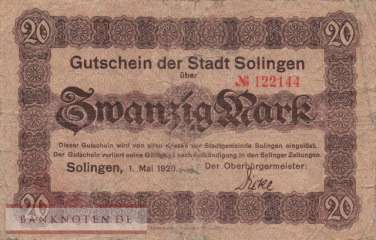 20 20
Gutschein der Stadt Solingen
über
№ 122144
Zwanzig Mark
Dieser Gutschein wird von allen Kassen der Stadtgemeinde Solingen eingelöst.
Der Gutschein verliert seine Gültigkeit nach Aufkündigung in den Solinger Zeitungen.
Solingen, 1. Mai 1920.
Der Oberbürgermeister:
20 20
BANKNOTEN.DE